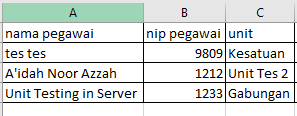 A B C
nama pegawai nip pegawai unit
tes tes 9809 Kesatuan
A'idah Noor Azzah 1212 Unit Tes 2
Unit Testing in Server 1233 Gabungan